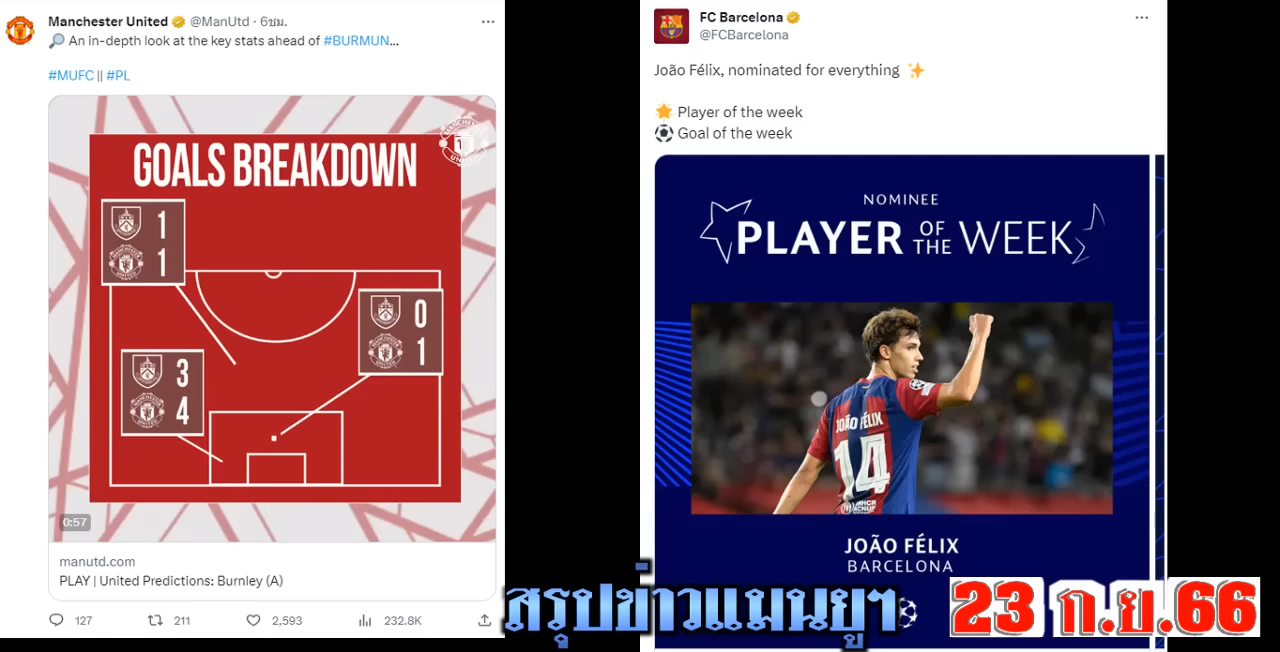 Manchester United @ManUtd · 6ชม.
🔎 An in-depth look at the key stats ahead of #BURMUN...
#MUFC || #PL
GOALS BREAKDOWN
1
1
0
1
3
4
0:57
manutd.com
PLAY | United Predictions: Burnley (A)
127 211 2,593 232.8K
FC Barcelona
@FCBarcelona
João Félix, nominated for everything ✨
🌟 Player of the week
⚽ Goal of the week
NOMINEE
PLAYER OF THE WEEK
JOÃO FÉLIX
14
JOÃO FÉLIX
BARCELONA
สรุปข่าวแมนยูฯ 23 ก.ย.66